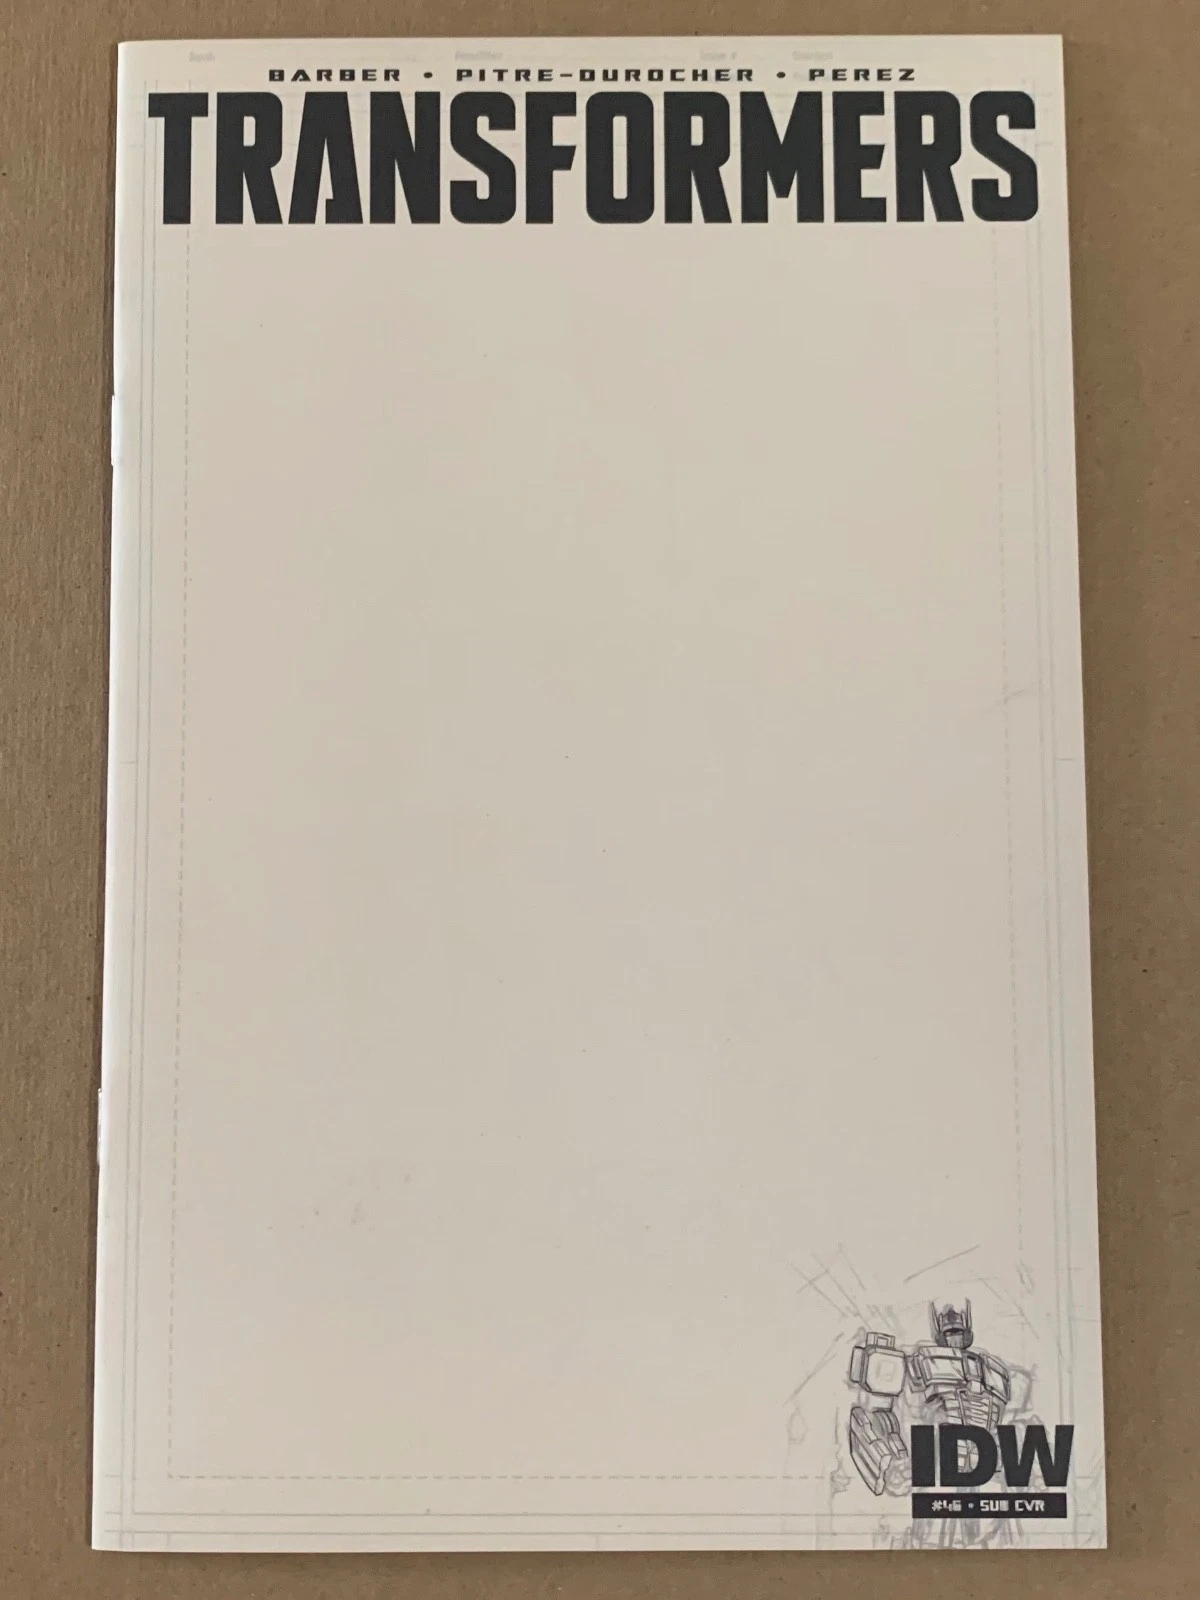 BARBER • PITRE-DUROCHER • PEREZ
TRANSFORMERS
IDW
#46 • SUB CVR